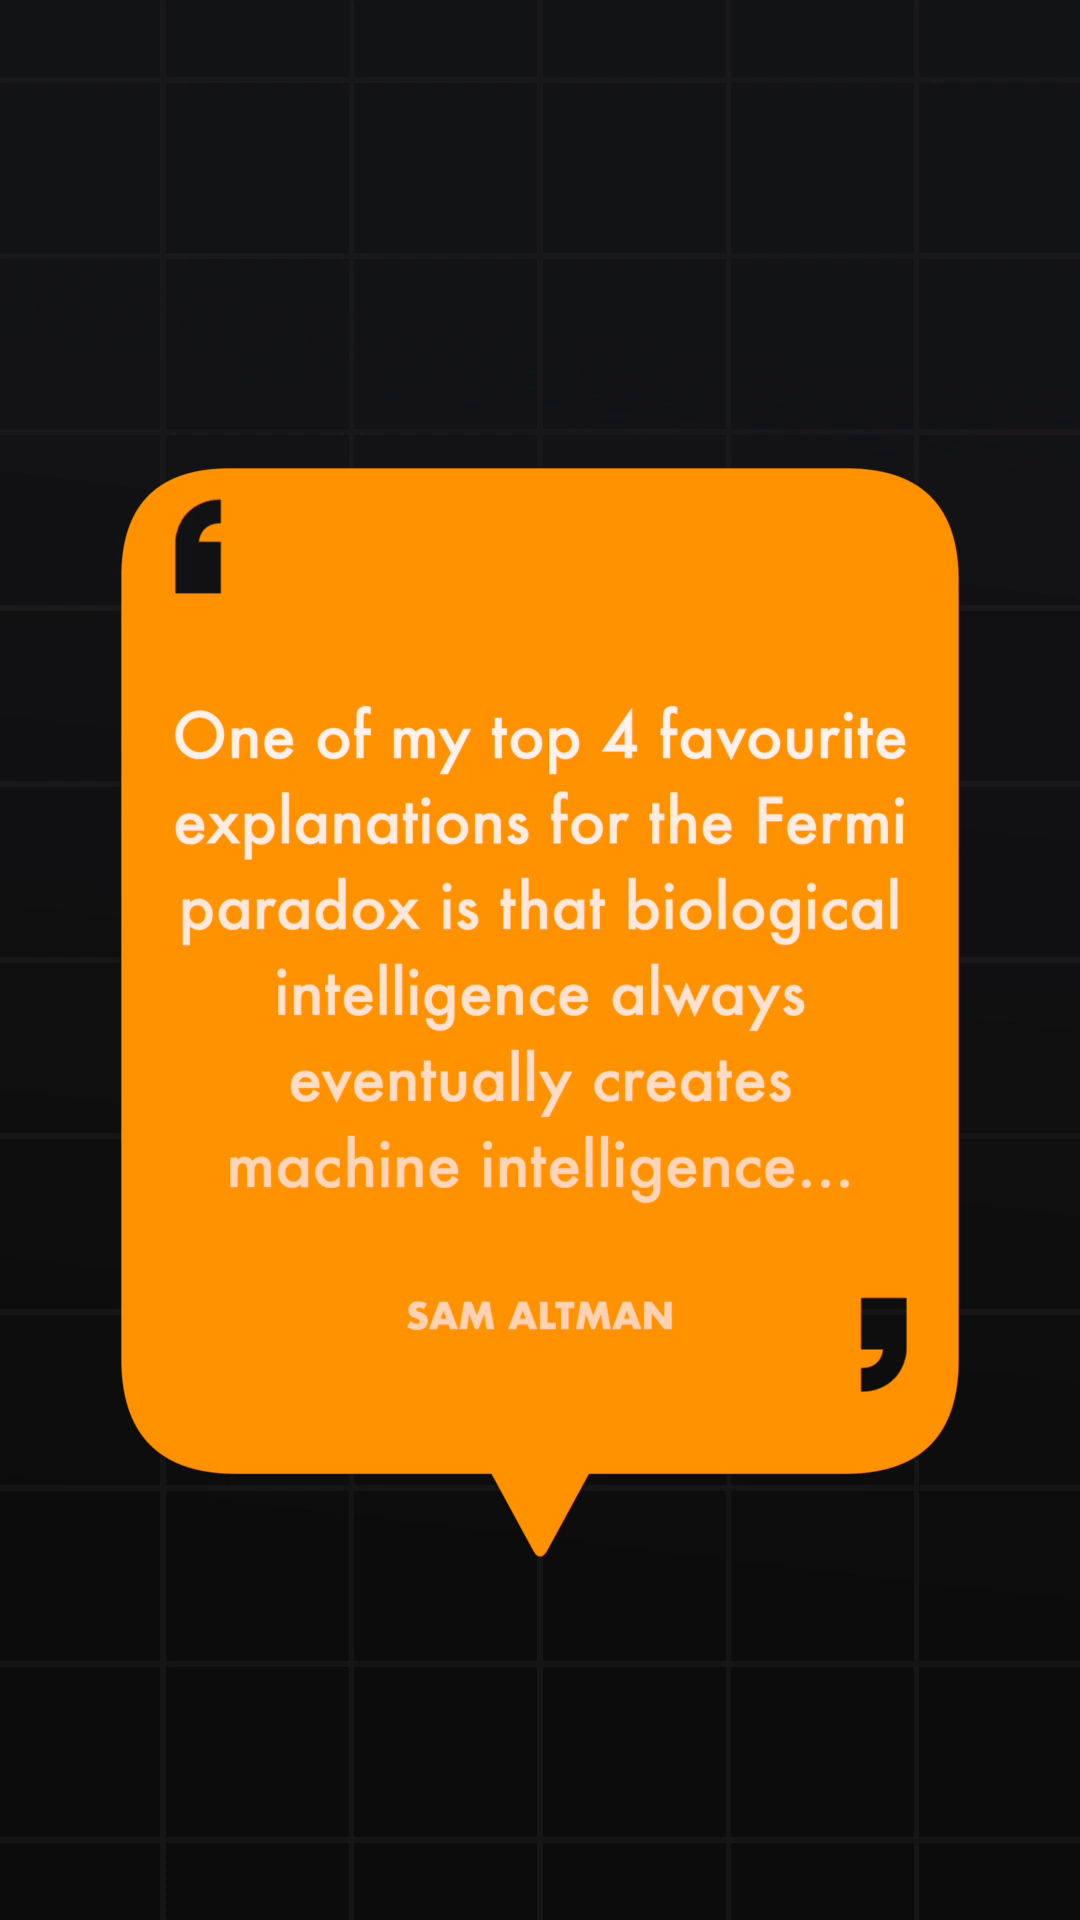 ‘
One of my top 4 favourite
explanations for the Fermi
paradox is that biological
intelligence always
eventually creates
machine intelligence...
SAM ALTMAN
’